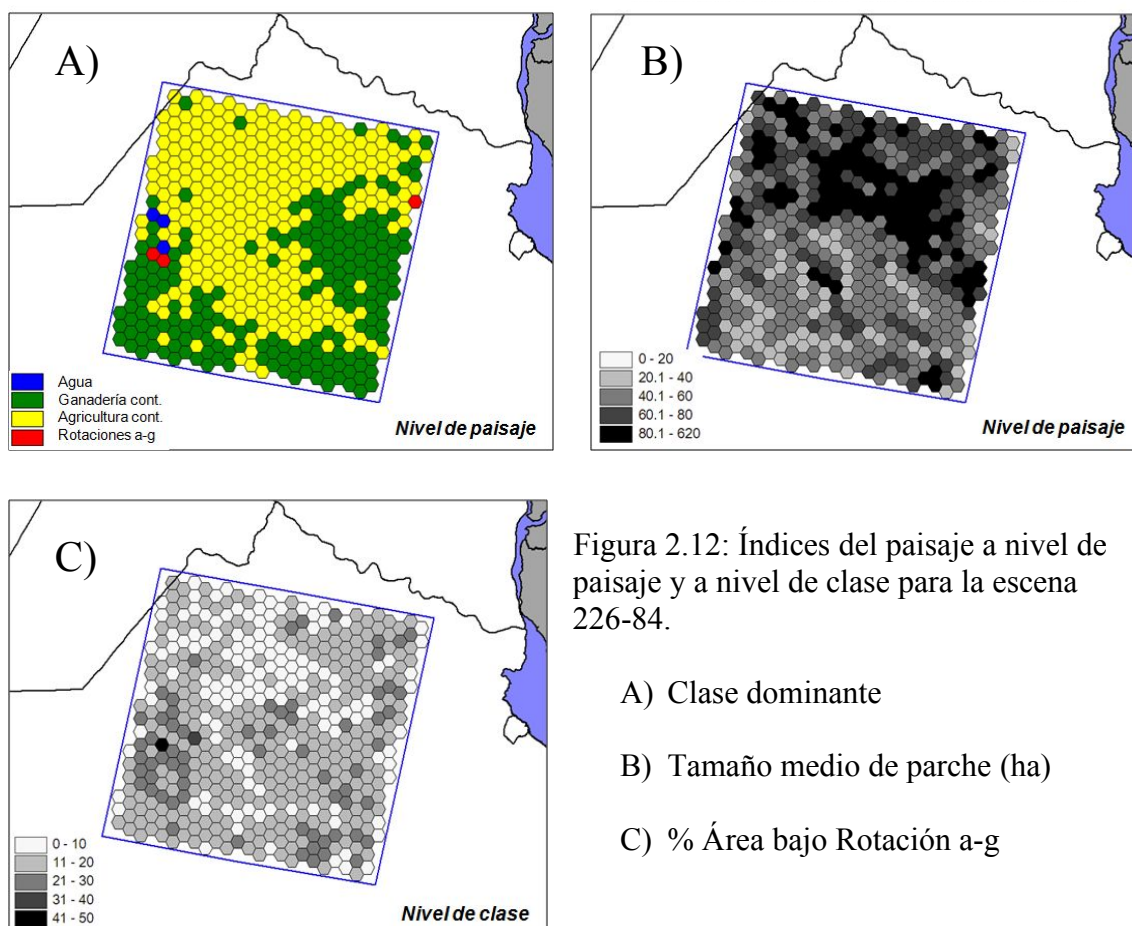 A)
Agua
Ganadería cont.
Agricultura cont.
Rotaciones a-g
Nivel de paisaje
B)
0 - 20
20.1 - 40
40.1 - 60
60.1 - 80
80.1 - 620
Nivel de paisaje
C)
0 - 10
11 - 20
21 - 30
31 - 40
41 - 50
Nivel de clase
Figura 2.12: Índices del paisaje a nivel de
paisaje y a nivel de clase para la escena
226-84.
A) Clase dominante
B) Tamaño medio de parche (ha)
C) % Área bajo Rotación a-g